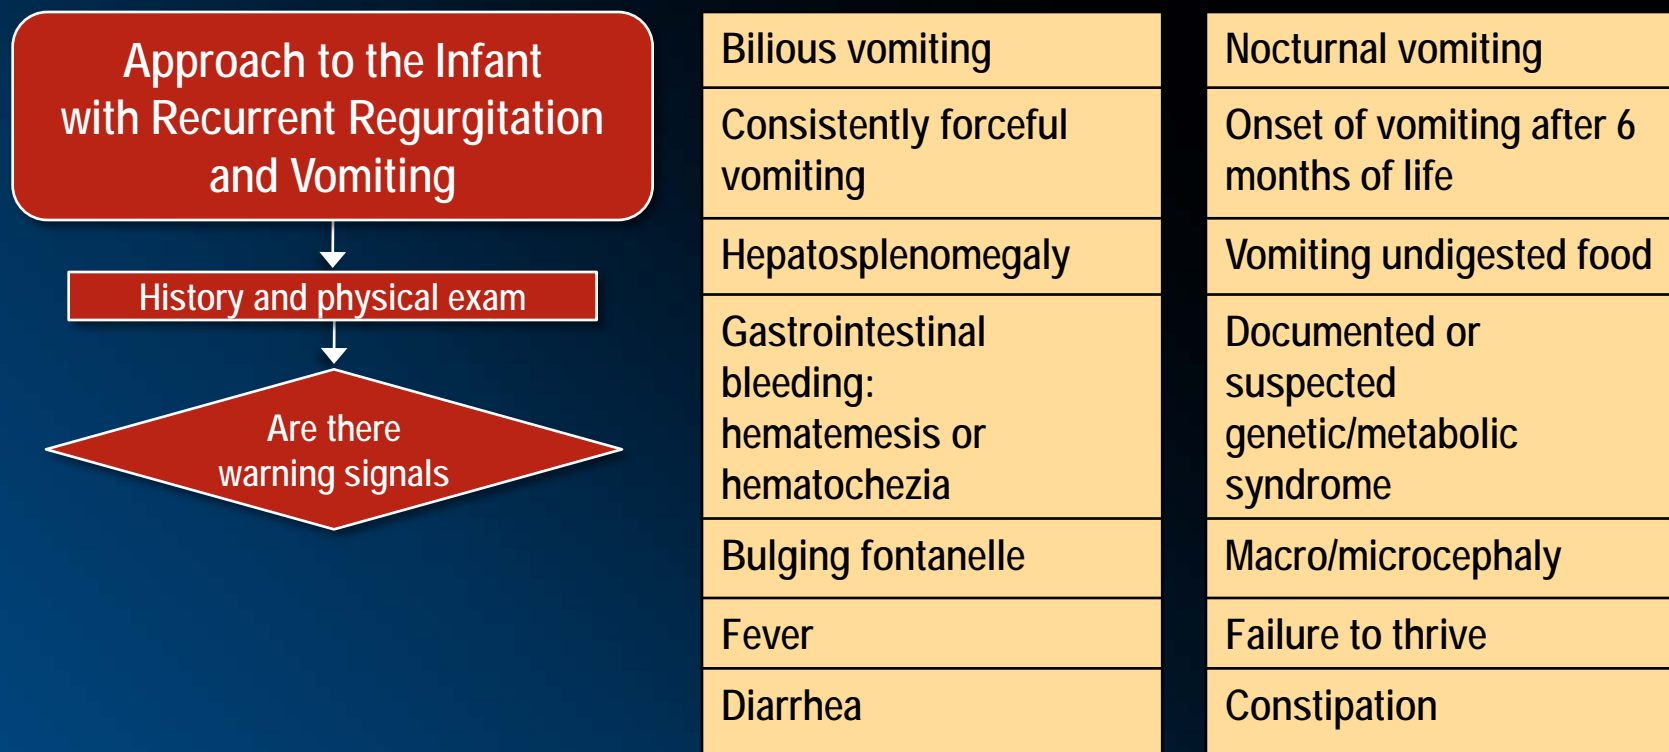 Approach to the Infant
with Recurrent Regurgitation
and Vomiting
History and physical exam
Are there
warning signals
Bilious vomiting
Consistently forceful
vomiting
Hepatosplenomegaly
Gastrointestinal
bleeding:
hematemesis or
hematochezia
Bulging fontanelle
Fever
Diarrhea
Nocturnal vomiting
Onset of vomiting after 6
months of life
Vomiting undigested food
Documented or
suspected
genetic/metabolic
syndrome
Macro/microcephaly
Failure to thrive
Constipation